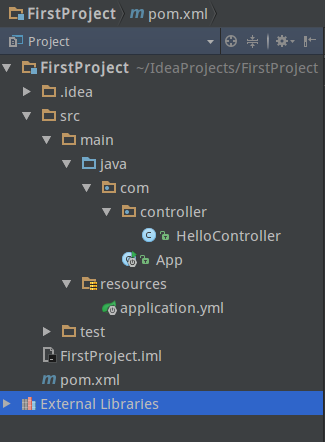 FirstProject pom.xml
Project
FirstProject ~/IdeaProjects/FirstProject
.idea
src
main
java
com
controller
HelloController
App
resources
application.yml
test
FirstProject.iml
pom.xml
External Libraries